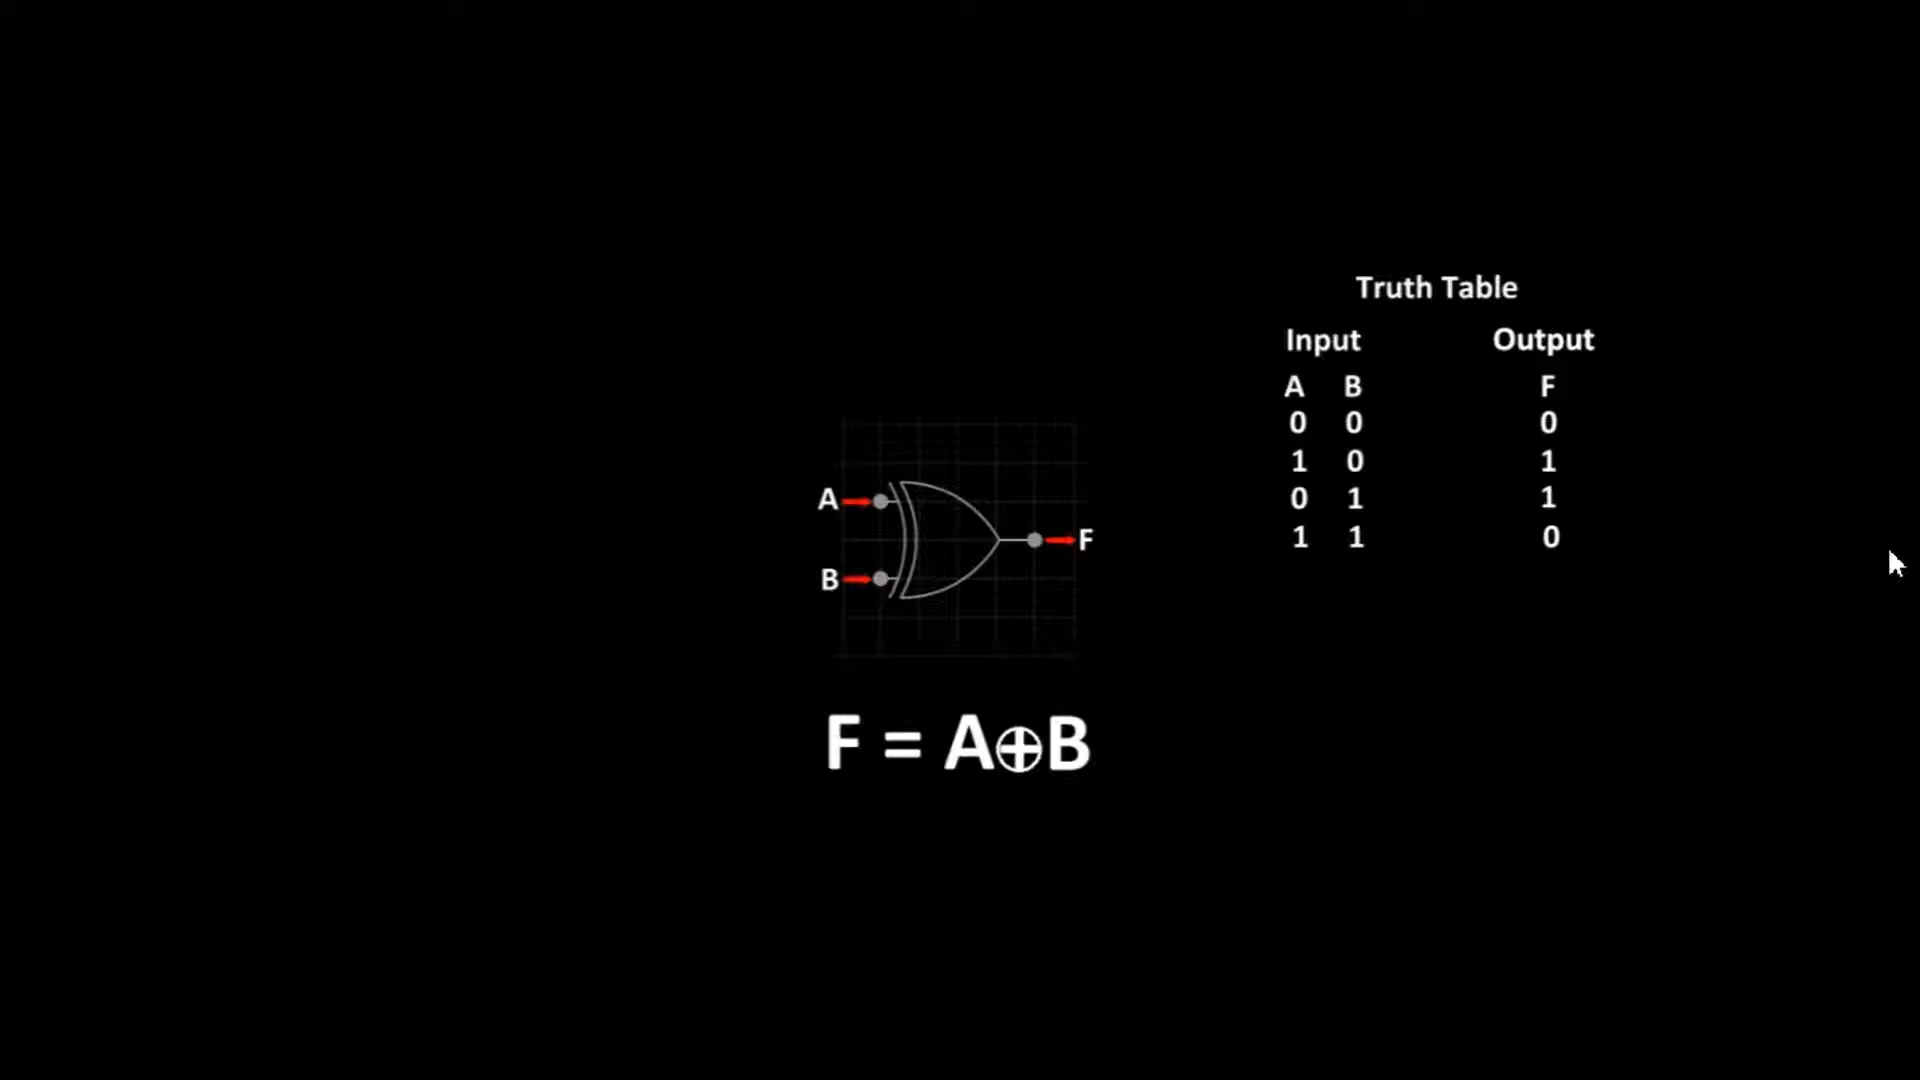 Truth Table
Input Output
A B F
0 0 0
1 0 1
0 1 1
1 1 0
A
B
F
F = A⊕B